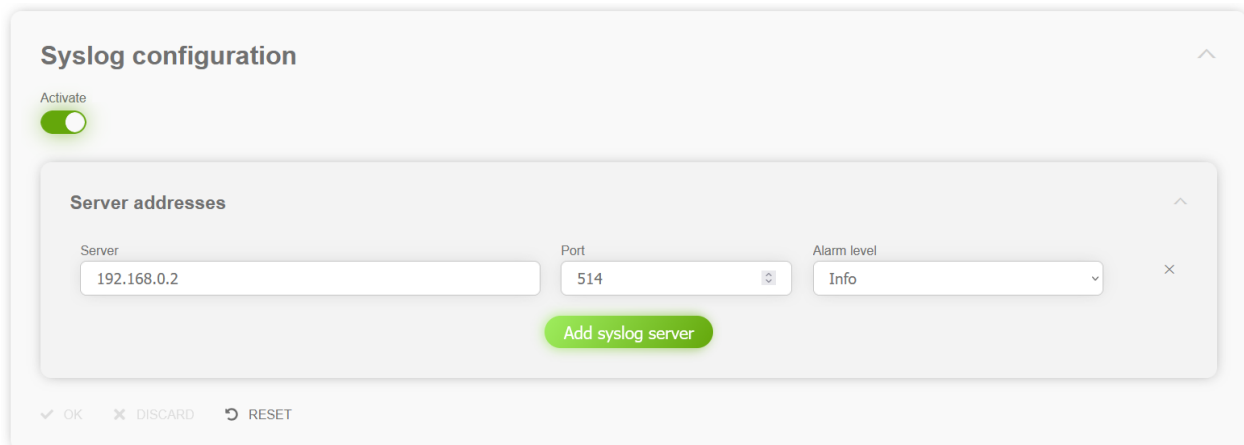 Syslog configuration
Activate
Server addresses
Server Port Alarm level
192.168.0.2 514 Info
Add syslog server
OK DISCARD RESET